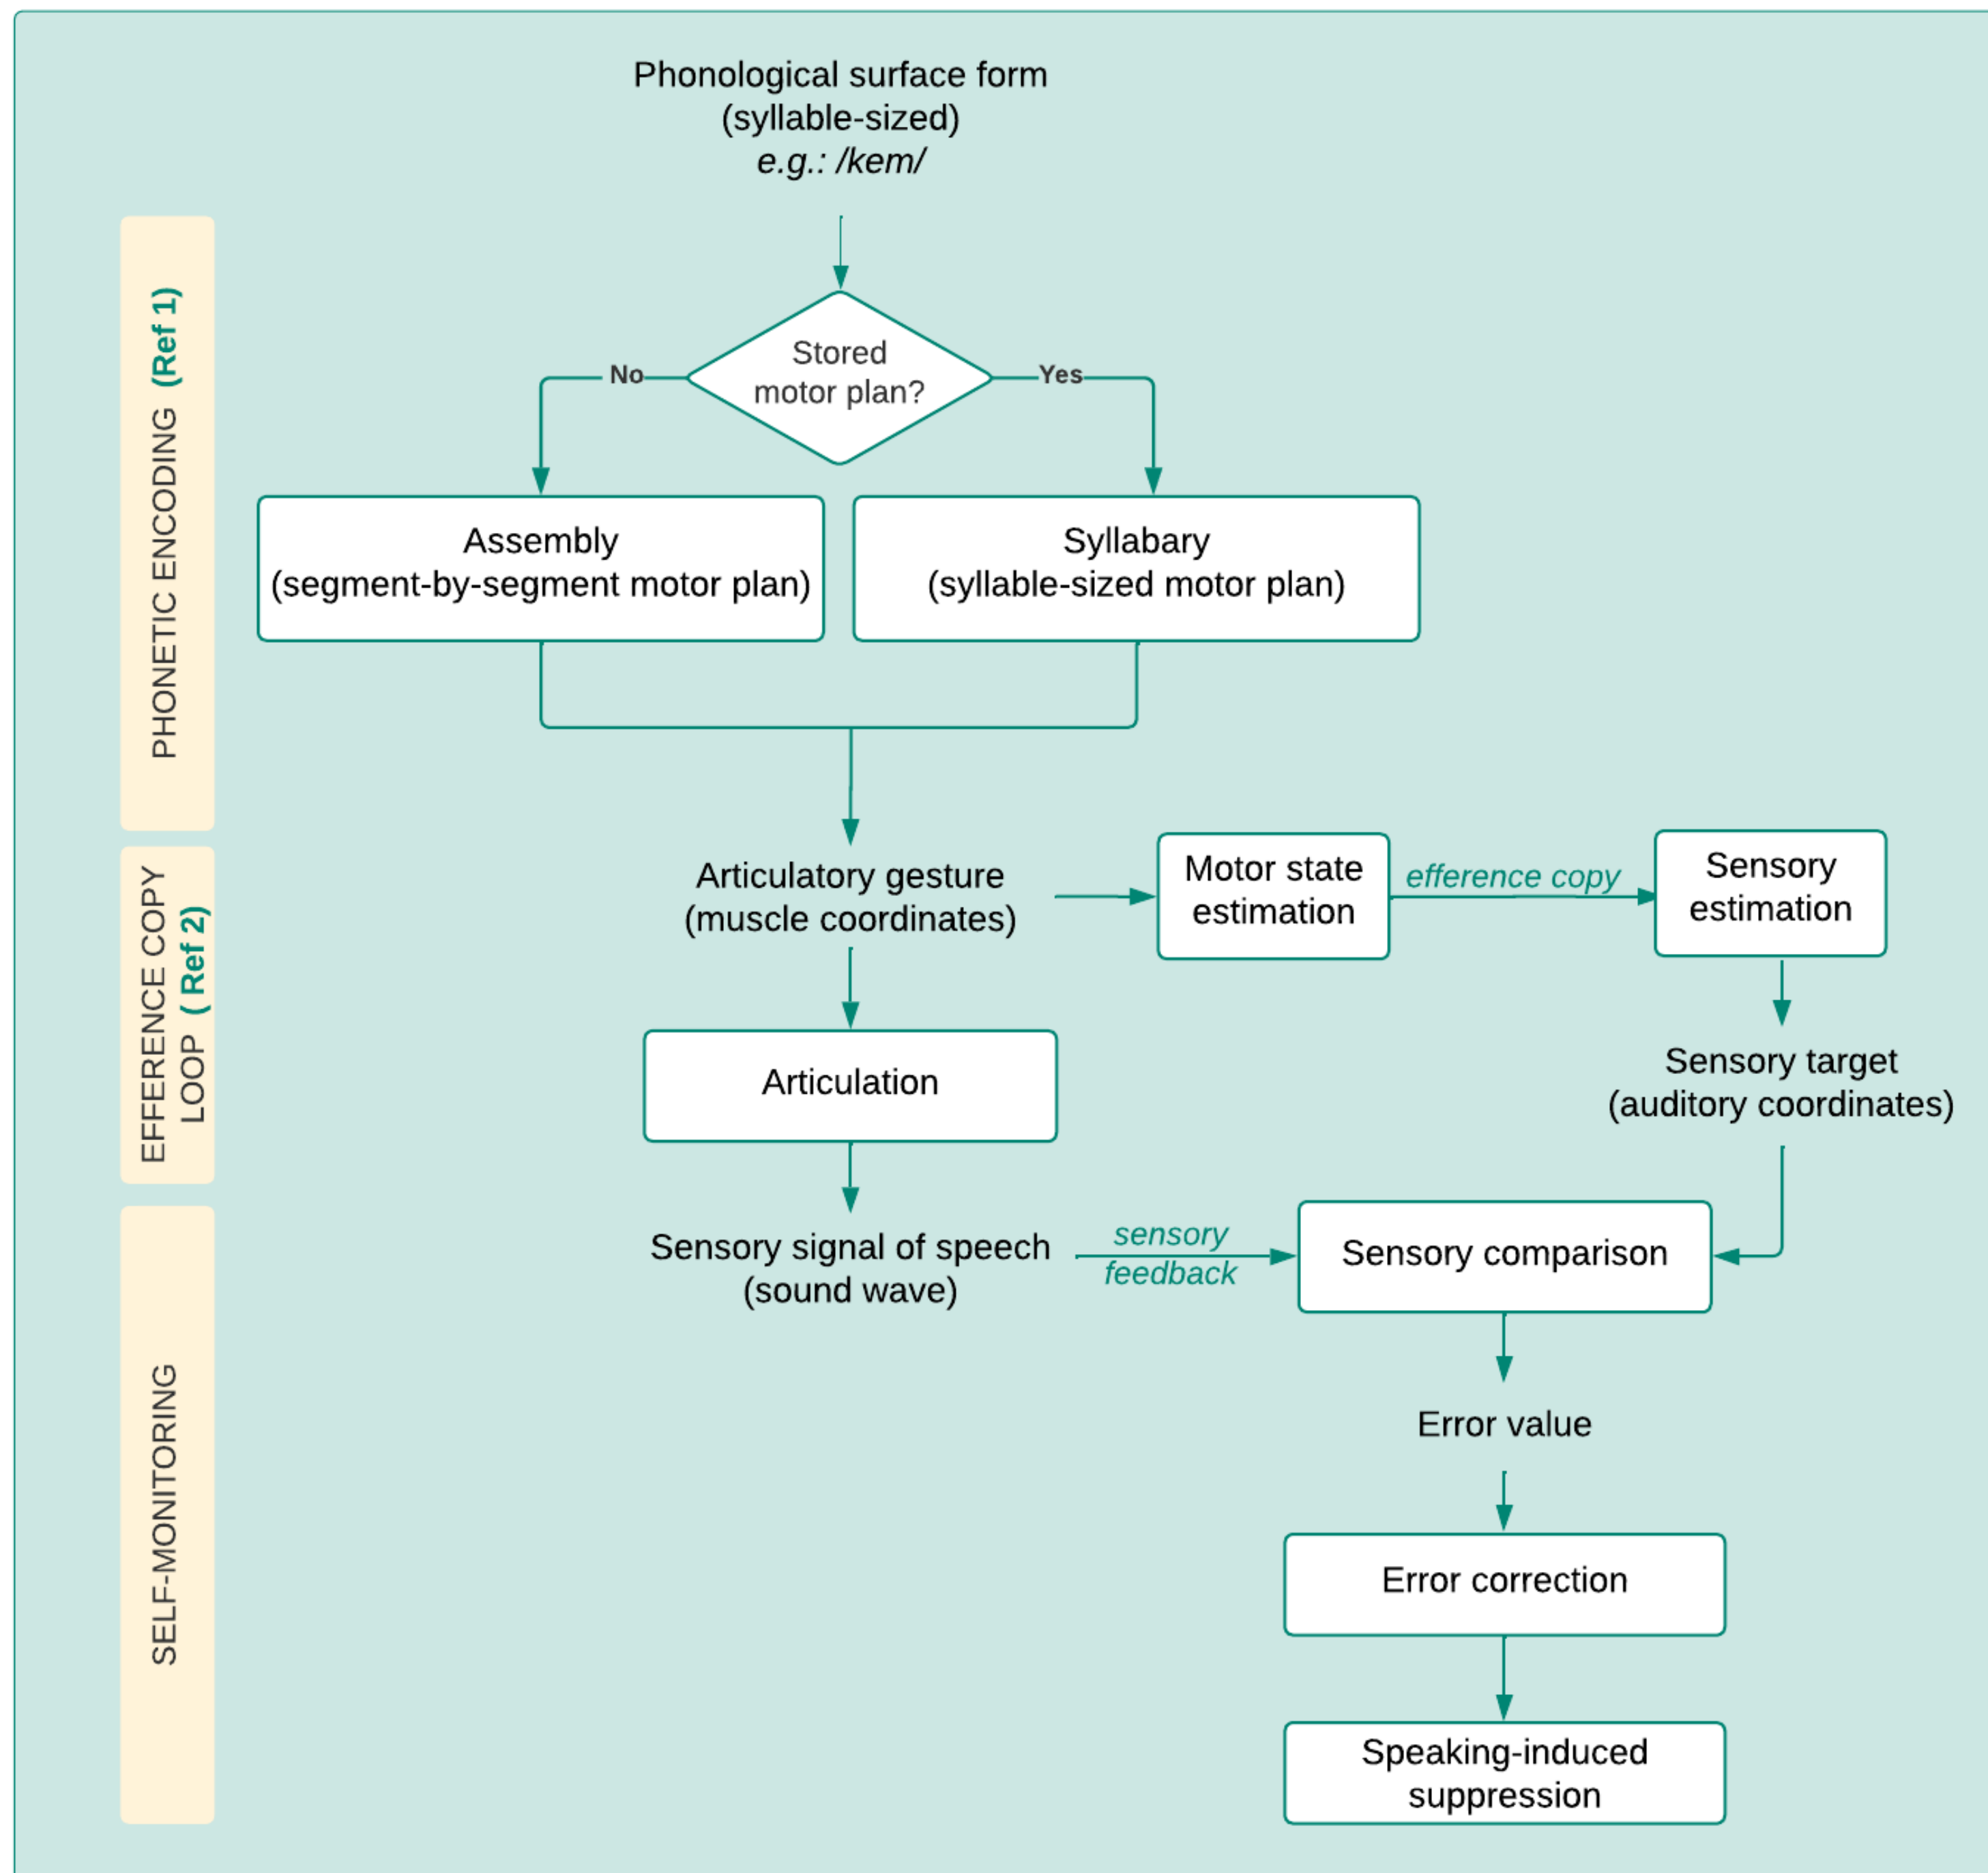 Phonological surface form
(syllable-sized)
e.g.: /kem/
PHONETIC ENCODING (Ref 1)
Stored
motor plan?
No
Yes
Assembly
(segment-by-segment motor plan)
Syllabary
(syllable-sized motor plan)
EFFERENCE COPY
LOOP ( Ref 2)
Articulatory gesture
(muscle coordinates)
Motor state
estimation
efference copy
Sensory
estimation
Articulation
Sensory target
(auditory coordinates)
SELF-MONITORING
Sensory signal of speech
(sound wave)
sensory
feedback
Sensory comparison
Error value
Error correction
Speaking-induced
suppression